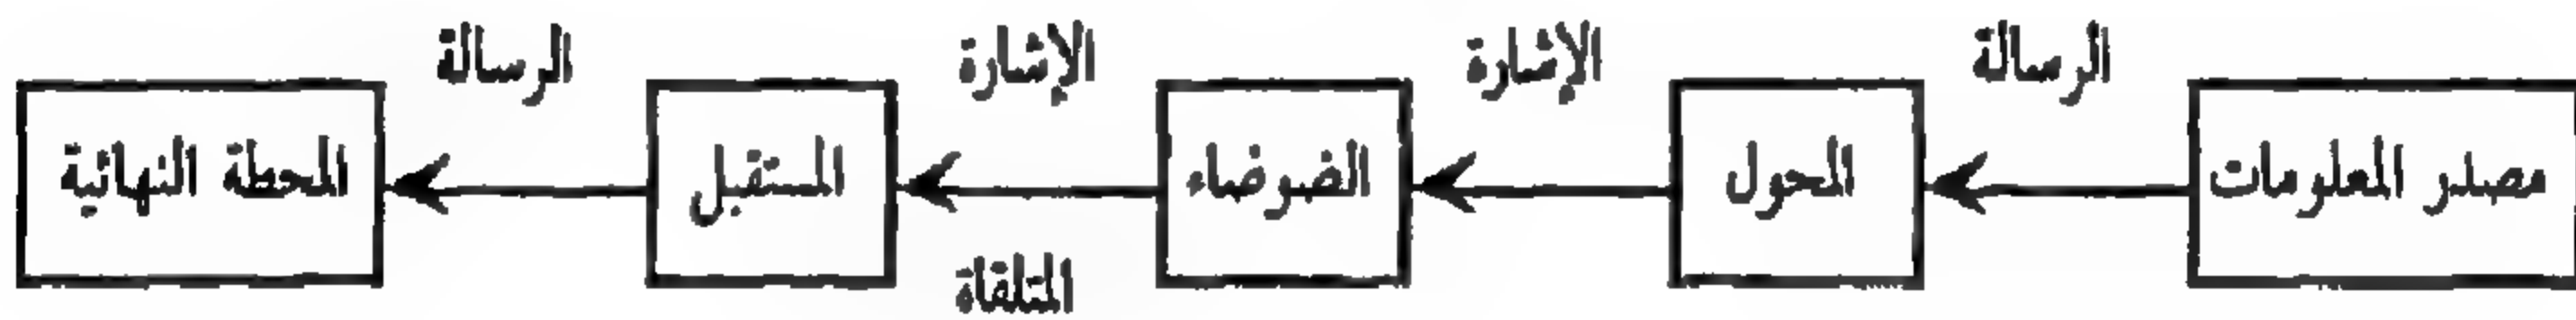 الرسالة
الإشارة
الإشارة
الرسالة
مصدر المعلومات
المحول
الضوضاء
المستقبل
المحطة النهائية
المتلقاة